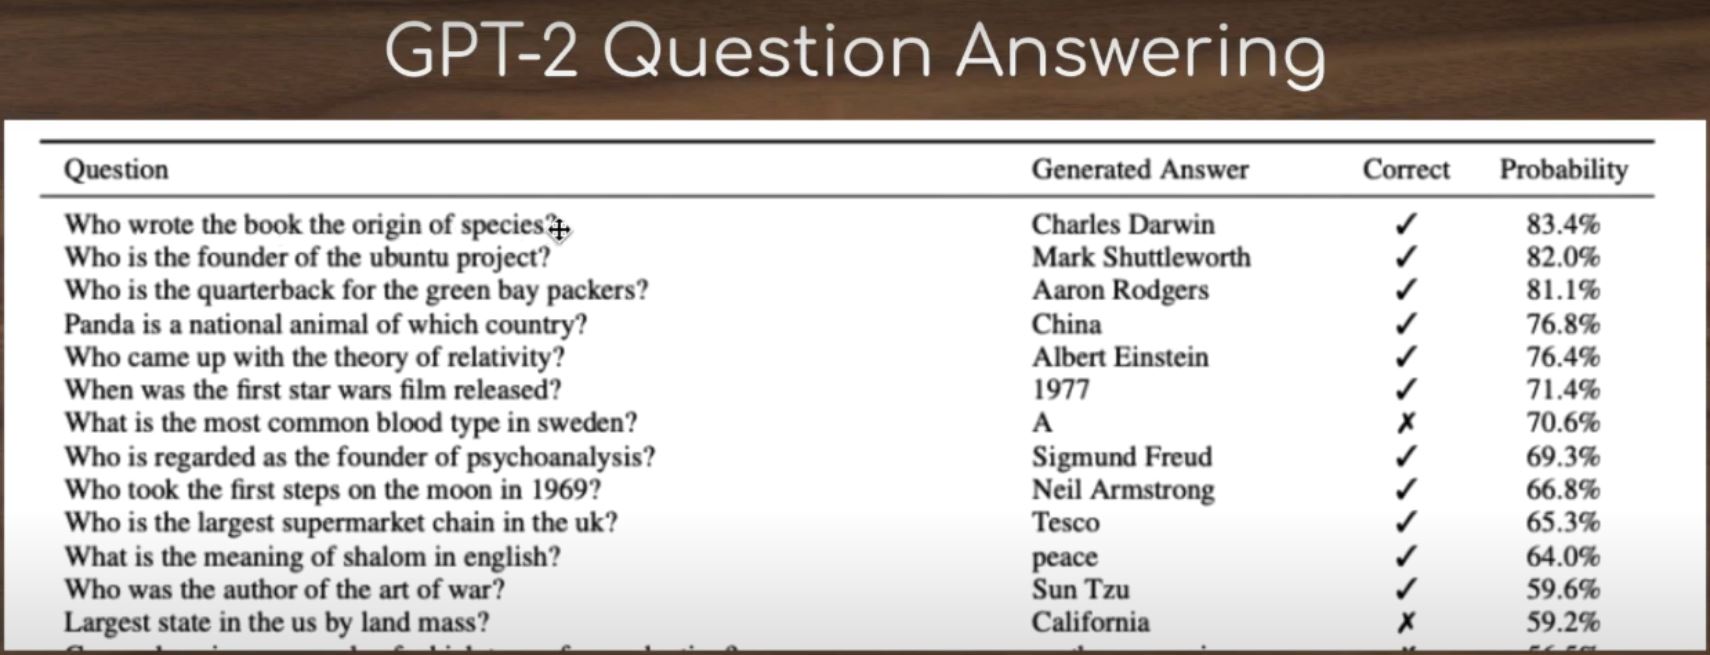 GPT-2 Question Answering
Question Generated Answer Correct Probability
Who wrote the book the origin of species? Charles Darwin ✓ 83.4%
Who is the founder of the ubuntu project? Mark Shuttleworth ✓ 82.0%
Who is the quarterback for the green bay packers? Aaron Rodgers ✓ 81.1%
Panda is a national animal of which country? China ✓ 76.8%
Who came up with the theory of relativity? Albert Einstein ✓ 76.4%
When was the first star wars film released? 1977 ✓ 71.4%
What is the most common blood type in sweden? A ✗ 70.6%
Who is regarded as the founder of psychoanalysis? Sigmund Freud ✓ 69.3%
Who took the first steps on the moon in 1969? Neil Armstrong ✓ 66.8%
Who is the largest supermarket chain in the uk? Tesco ✓ 65.3%
What is the meaning of shalom in english? peace ✓ 64.0%
Who was the author of the art of war? Sun Tzu ✓ 59.6%
Largest state in the us by land mass? California ✗ 59.2%